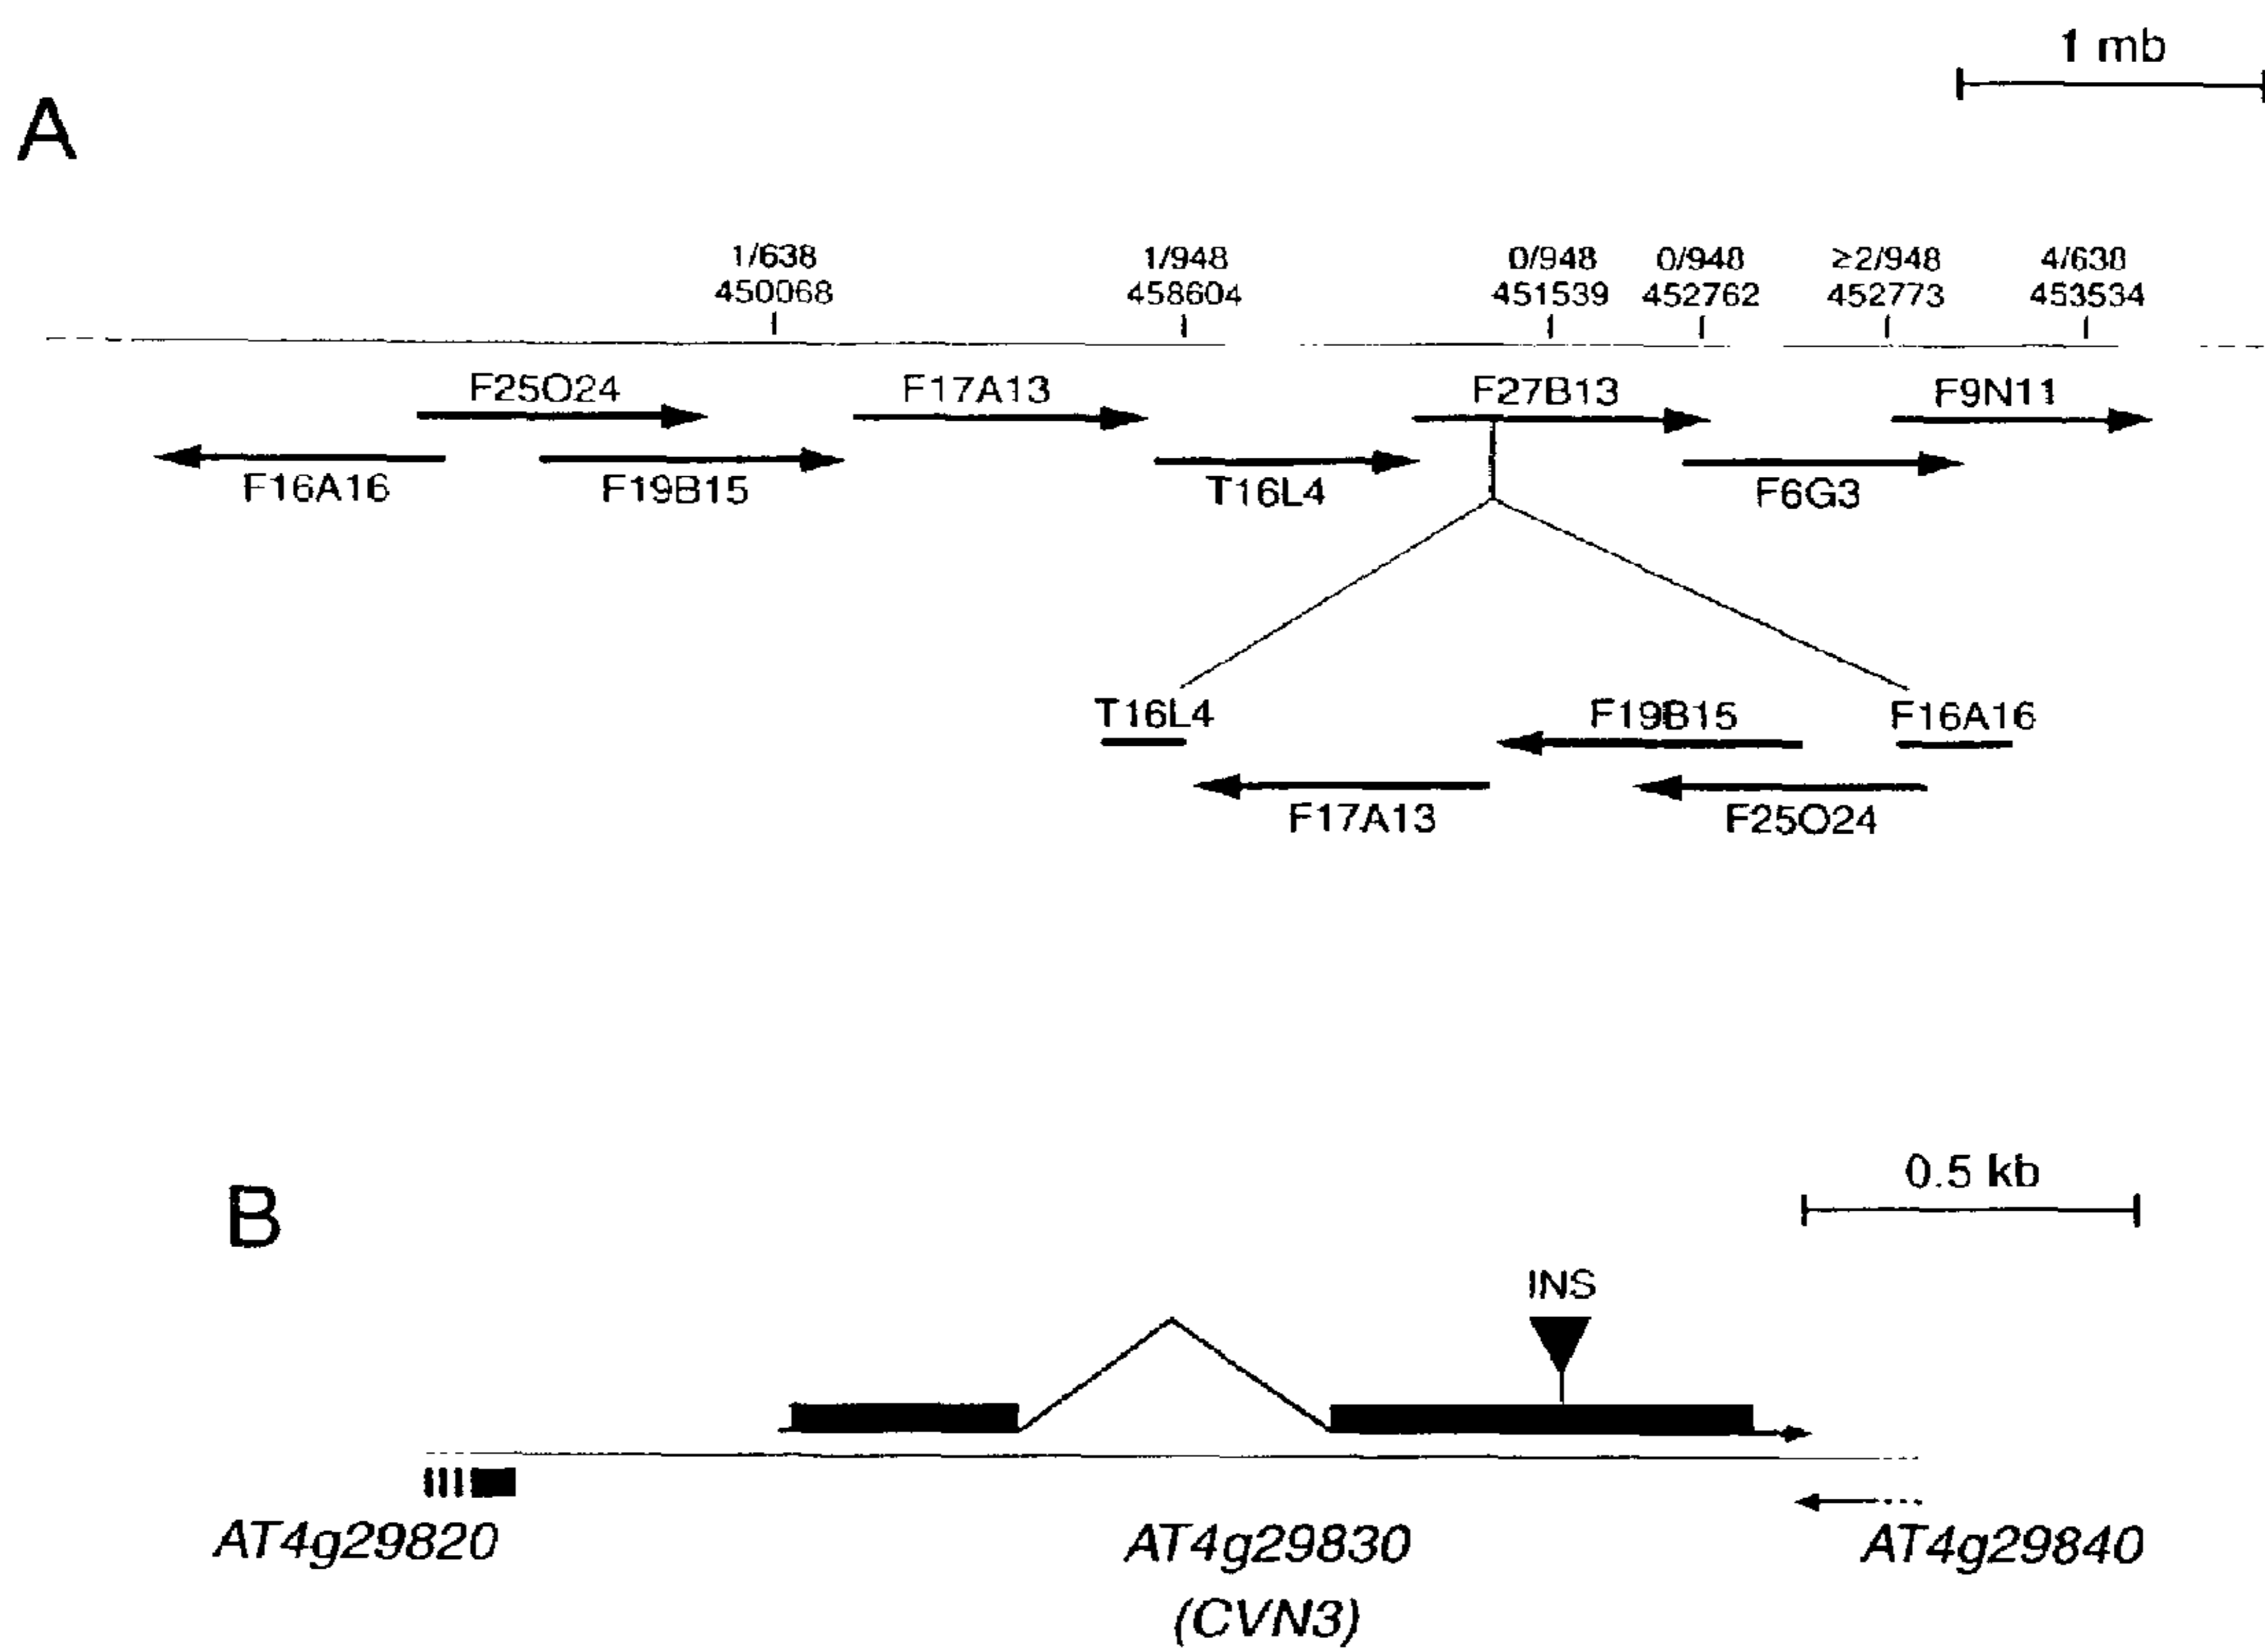 1 mb
A
1/638 1/948 0/948 0/948 ≥2/948 4/638
450068 458604 451539 452762 452773 453534
F25O24 F17A13 F27B13 F9N11
F16A16 F19B15 T16L4 F6G3
T16L4 F19B15 F16A16
F17A13 F25O24
0.5 kb
B
INS
AT4g29820 AT4g29830 AT4g29840
(CVN3)